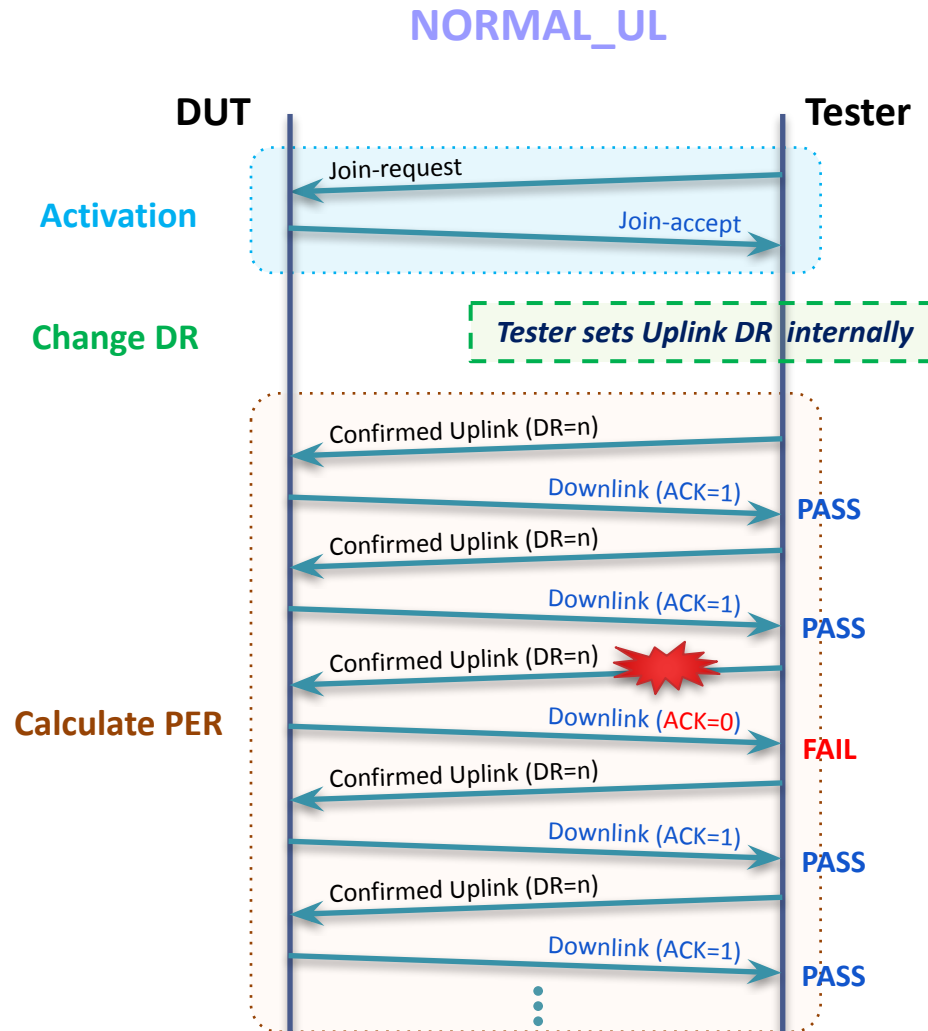 NORMAL_UL
DUT
Tester
Join-request
Activation
Join-accept
Change DR
Tester sets Uplink DR internally
Confirmed Uplink (DR=n)
Downlink (ACK=1)
PASS
Confirmed Uplink (DR=n)
Downlink (ACK=1)
PASS
Confirmed Uplink (DR=n)
Calculate PER
Downlink (ACK=0)
FAIL
Confirmed Uplink (DR=n)
Downlink (ACK=1)
PASS
Confirmed Uplink (DR=n)
Downlink (ACK=1)
PASS